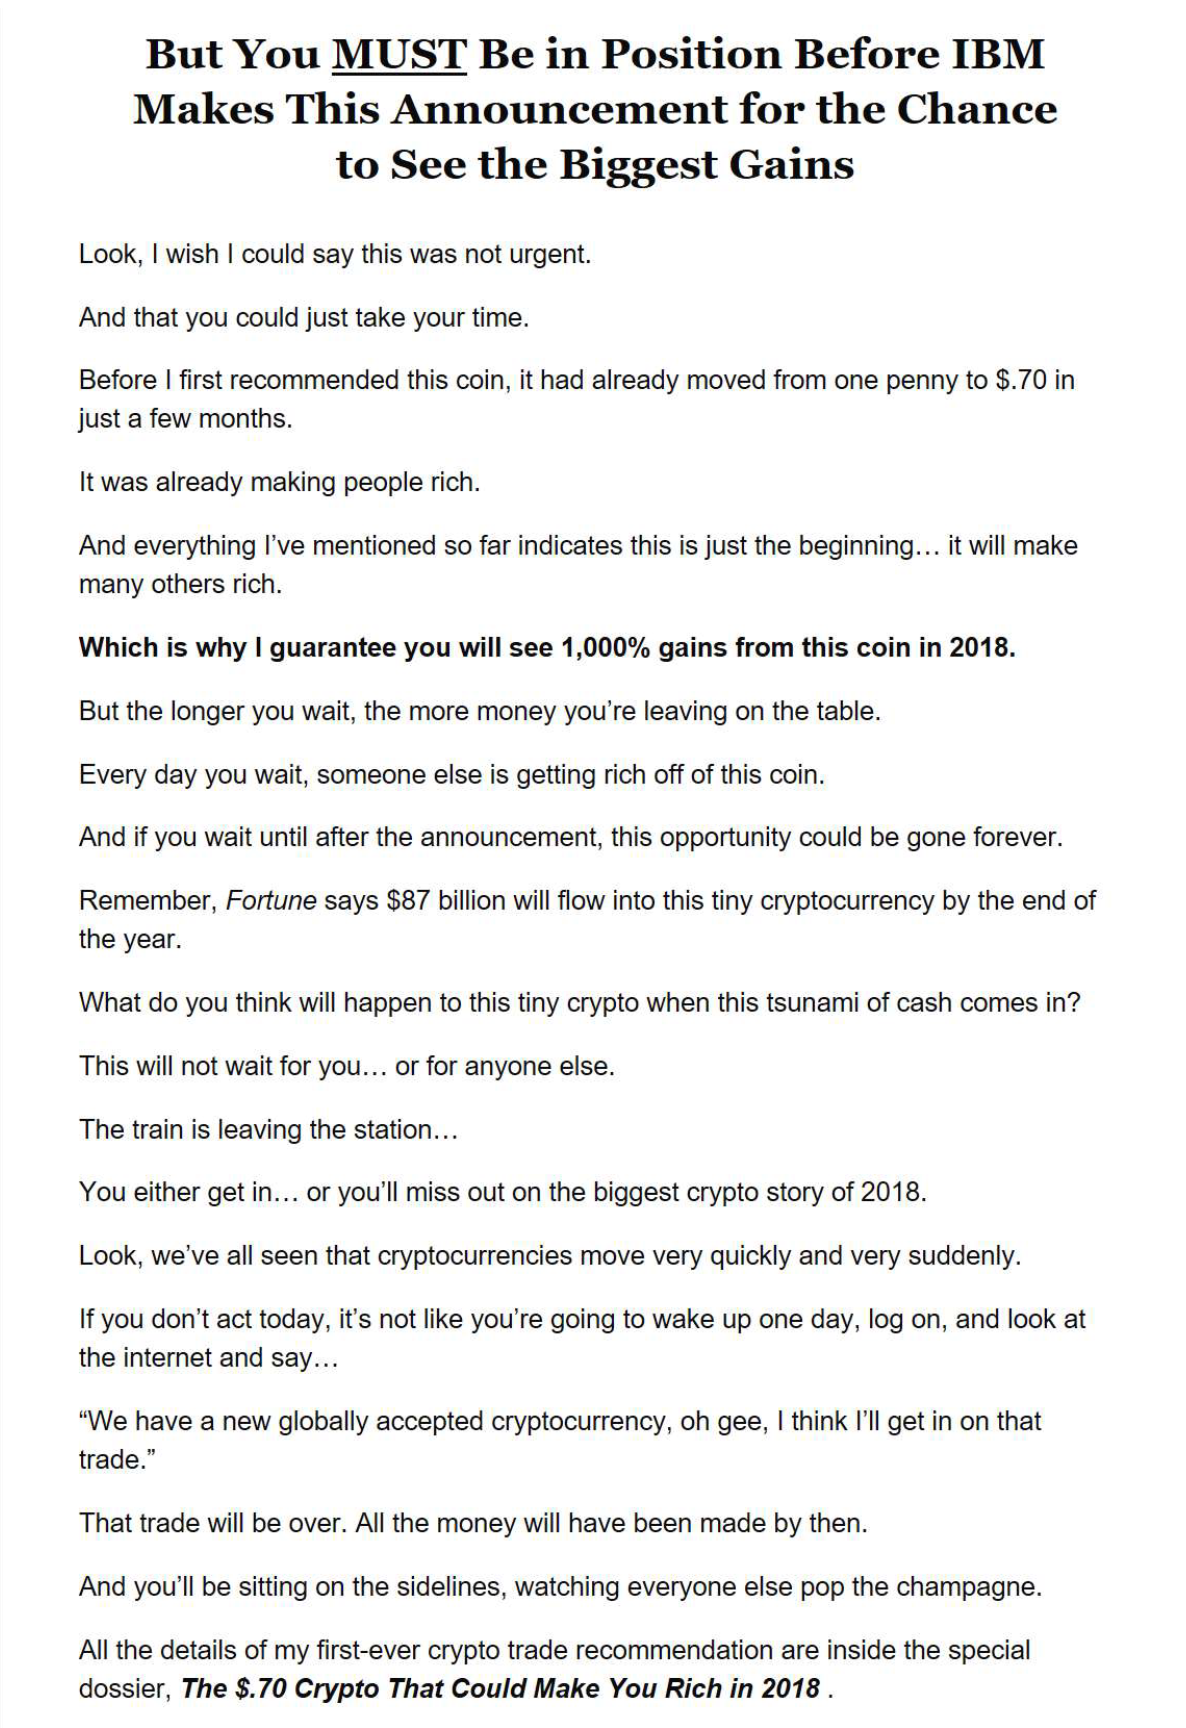 But You MUST Be in Position Before IBM
Makes This Announcement for the Chance
to See the Biggest Gains
Look, I wish I could say this was not urgent.
And that you could just take your time.
Before I first recommended this coin, it had already moved from one penny to $.70 in
just a few months.
It was already making people rich.
And everything I’ve mentioned so far indicates this is just the beginning… it will make
many others rich.
Which is why I guarantee you will see 1,000% gains from this coin in 2018.
But the longer you wait, the more money you’re leaving on the table.
Every day you wait, someone else is getting rich off of this coin.
And if you wait until after the announcement, this opportunity could be gone forever.
Remember, Fortune says $87 billion will flow into this tiny cryptocurrency by the end of
the year.
What do you think will happen to this tiny crypto when this tsunami of cash comes in?
This will not wait for you… or for anyone else.
The train is leaving the station…
You either get in… or you’ll miss out on the biggest crypto story of 2018.
Look, we’ve all seen that cryptocurrencies move very quickly and very suddenly.
If you don’t act today, it’s not like you’re going to wake up one day, log on, and look at
the internet and say…
“We have a new globally accepted cryptocurrency, oh gee, I think I’ll get in on that
trade.”
That trade will be over. All the money will have been made by then.
And you’ll be sitting on the sidelines, watching everyone else pop the champagne.
All the details of my first-ever crypto trade recommendation are inside the special
dossier, The $.70 Crypto That Could Make You Rich in 2018 .